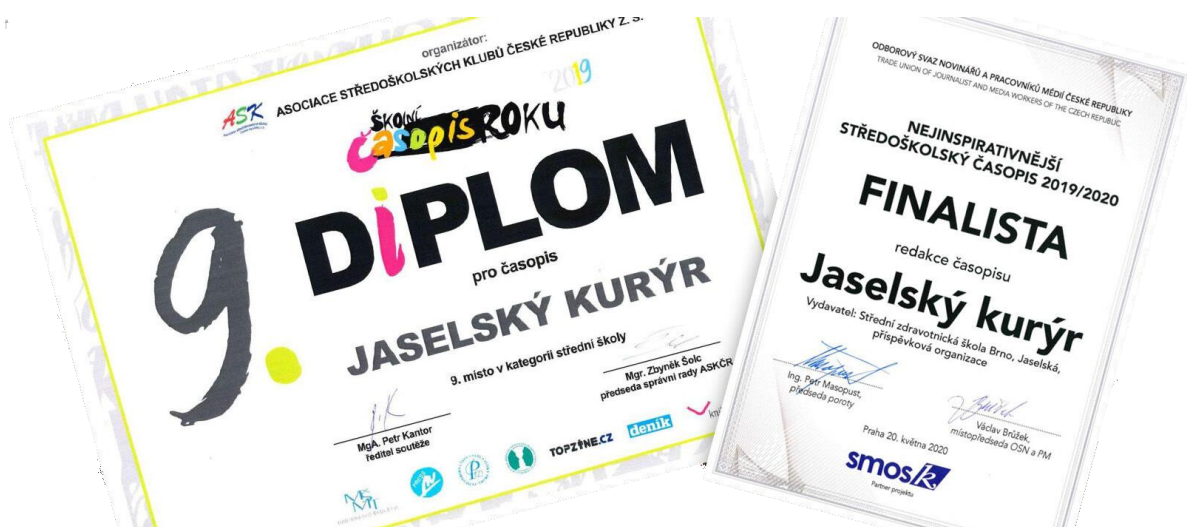 organizátor:
ASOCIACE STŘEDOŠKOLSKÝCH KLUBŮ ČESKÉ REPUBLIKY Z. S.
ASK
2019
ŠKOLNÍ
časopis ROKU
9.
DiPLOM
pro časopis
JASELSKÝ KURÝR
9. místo v kategorii střední školy
MgA. Petr Kantor
ředitel soutěže
Mgr. Zbyněk Šolc
předseda správní rady ASKČR
TOPZINE.CZ
deník
ODBOROVÝ SVAZ NOVINÁŘŮ A PRACOVNÍKŮ MÉDIÍ ČESKÉ REPUBLIKY
TRADE UNION OF JOURNALIST AND MEDIA WORKERS OF THE CZECH REPUBLIC
NEJINSPIRATIVNĚJŠÍ
STŘEDOŠKOLSKÝ ČASOPIS 2019/2020
FINALISTA
redakce časopisu
Jaselský kurýr
Vydavatel: Střední zdravotnická škola Brno, Jaselská,
příspěvková organizace
Ing. Petr Masopust,
předseda poroty
Václav Brůžek,
místopředseda OSN a PM
Praha 20. května 2020
smosk.
Partner projektu